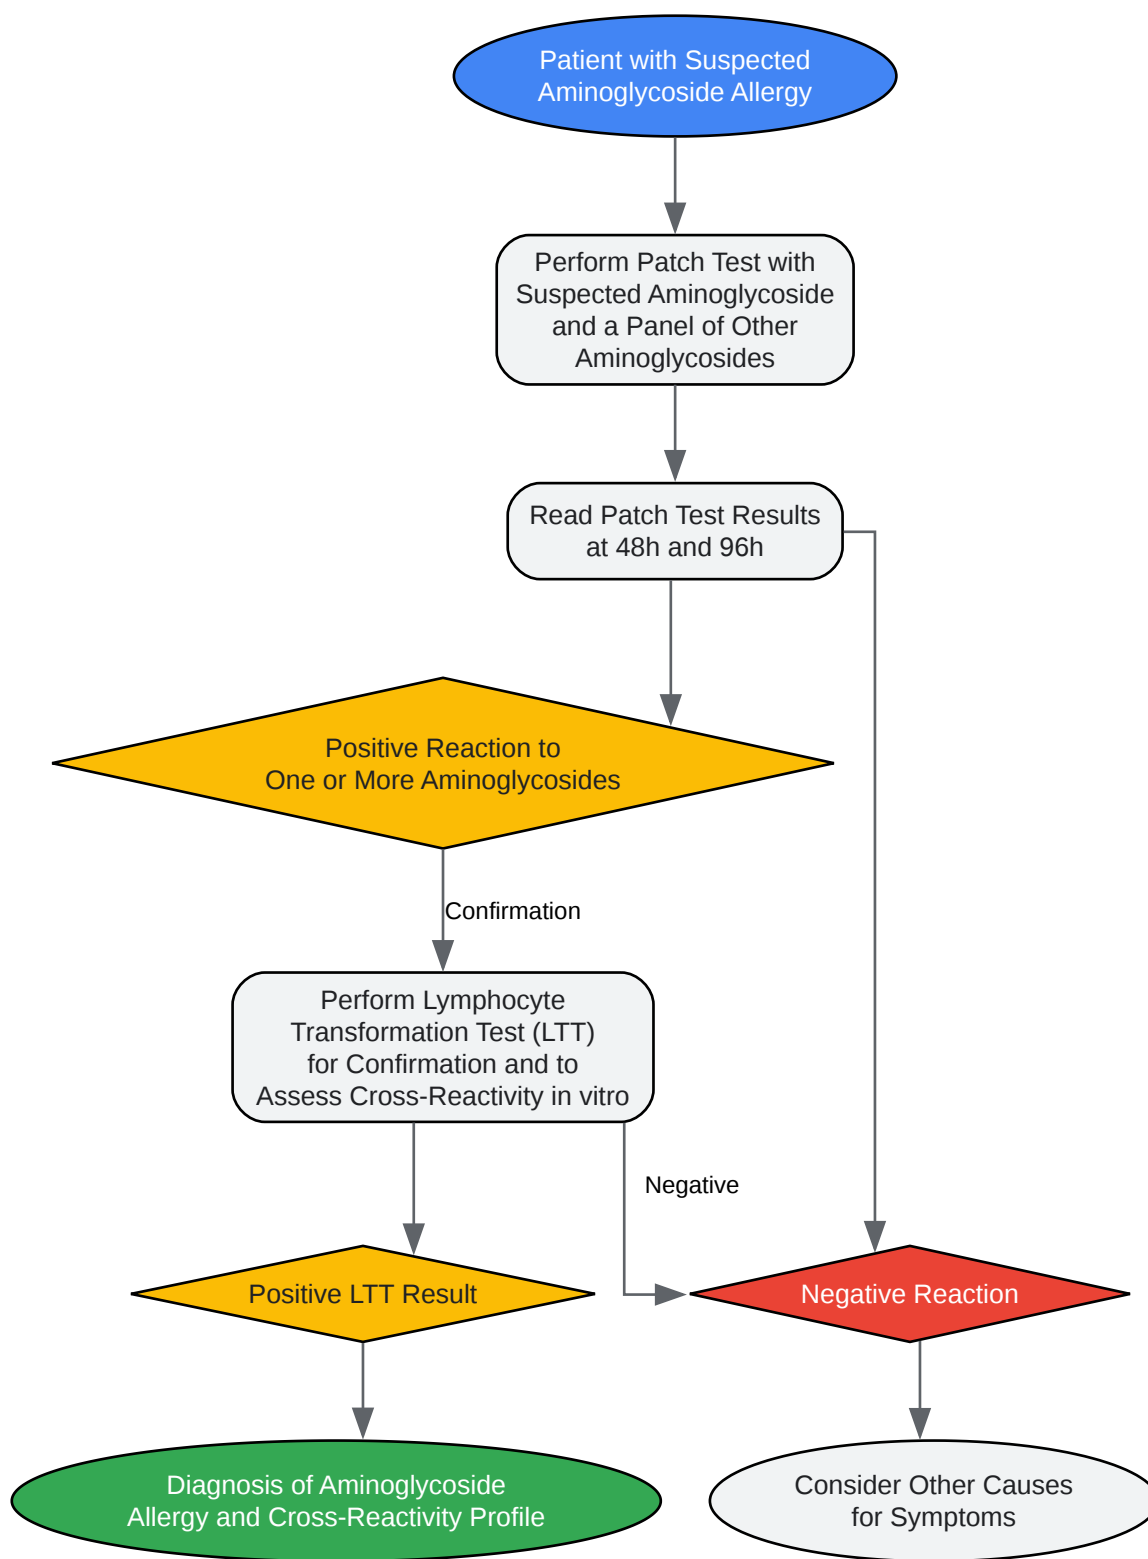 Patient with Suspected
Aminoglycoside Allergy
Perform Patch Test with
Suspected Aminoglycoside
and a Panel of Other
Aminoglycosides
Read Patch Test Results
at 48h and 96h
Positive Reaction to
One or More Aminoglycosides
Confirmation
Perform Lymphocyte
Transformation Test (LTT)
for Confirmation and to
Assess Cross-Reactivity in vitro
Negative
Positive LTT Result
Negative Reaction
Diagnosis of Aminoglycoside
Allergy and Cross-Reactivity Profile
Consider Other Causes
for Symptoms